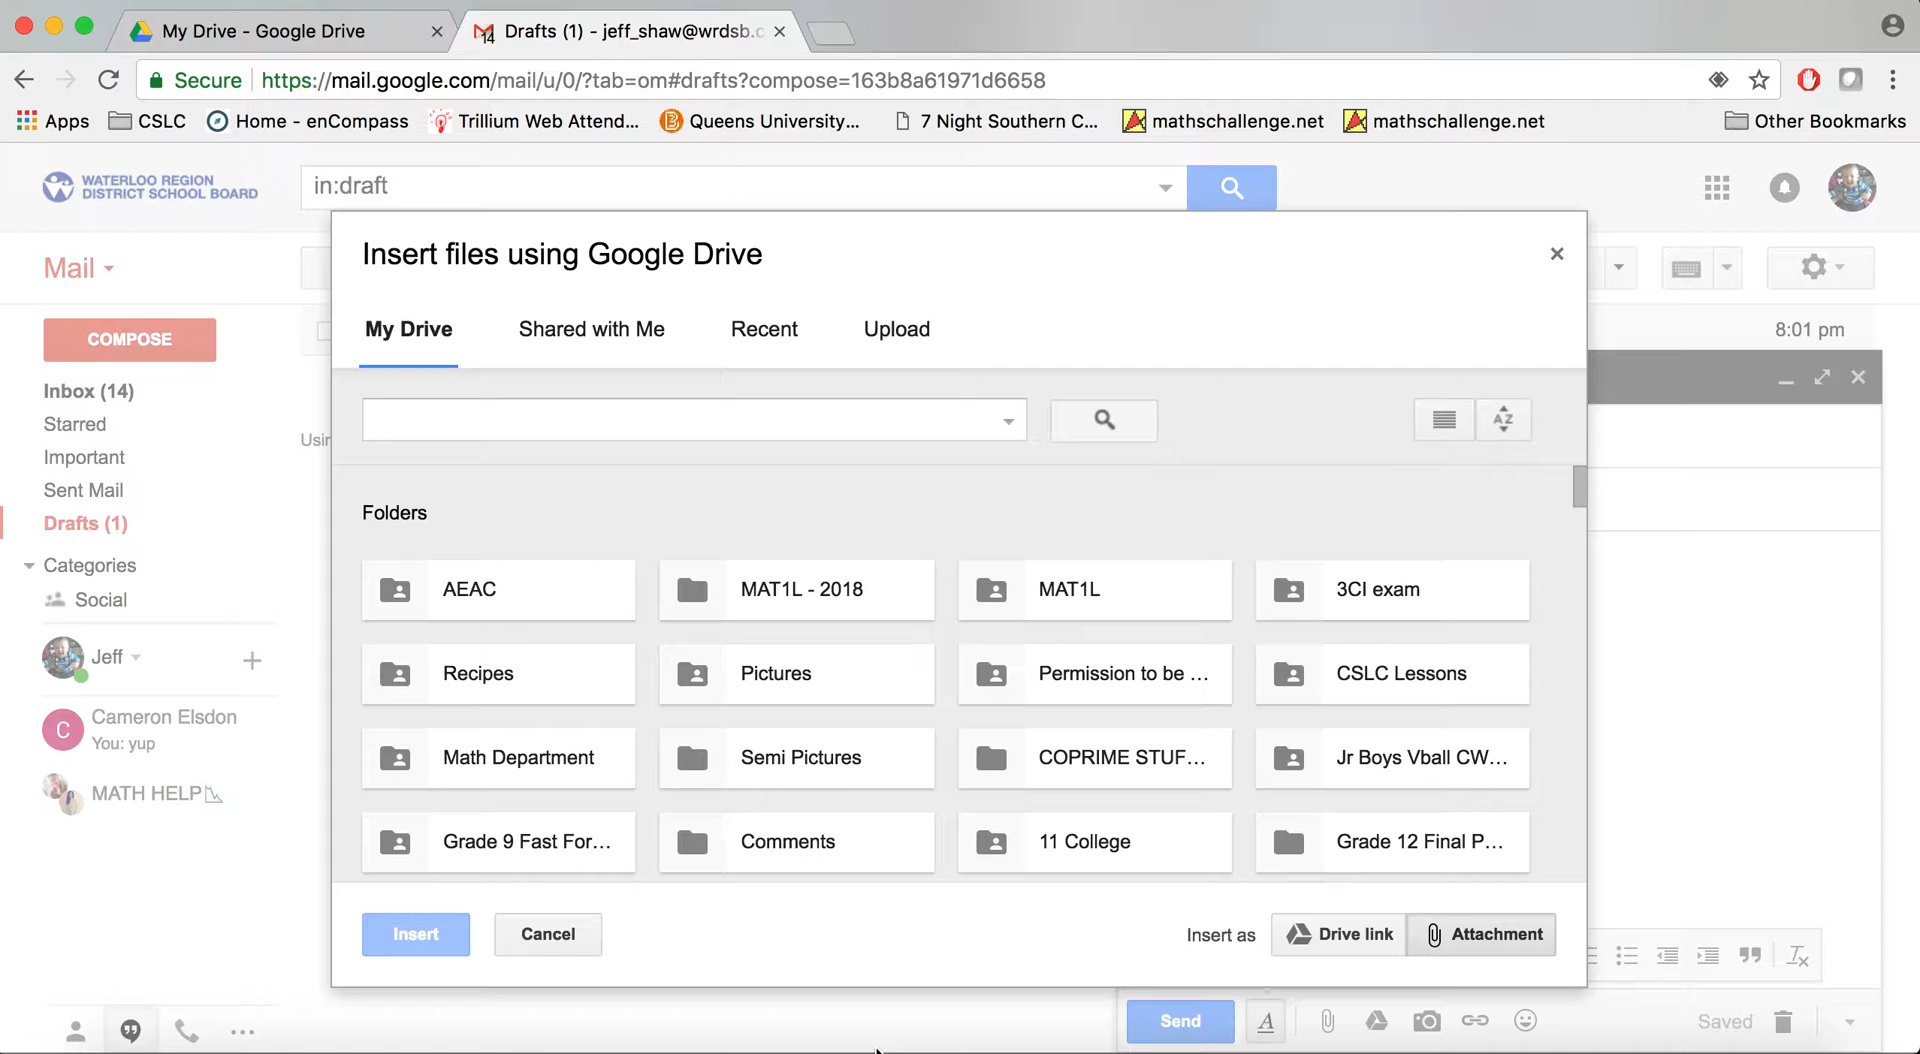 My Drive - Google Drive
Drafts (1) - jeff_shaw@wrdsb.c
Secure https://mail.google.com/mail/u/0/?tab=om#drafts?compose=163b8a61971d6658
Apps CSLC Home - enCompass Trillium Web Attend... Queens University... 7 Night Southern C... mathschallenge.net mathschallenge.net Other Bookmarks
WATERLOO REGION
DISTRICT SCHOOL BOARD
in:draft
Insert files using Google Drive
Mail
My Drive Shared with Me Recent Upload
8:01 pm
COMPOSE
Inbox (14)
Starred
Important
Sent Mail
Drafts (1)
Categories
Social
Jeff
Cameron Elsdon
C
You: yup
MATH HELP
Usin
AZ
Folders
AEAC MAT1L - 2018 MAT1L 3CI exam
Recipes Pictures Permission to be ... CSLC Lessons
Math Department Semi Pictures COPRIME STUF... Jr Boys Vball CW...
Grade 9 Fast For... Comments 11 College Grade 12 Final P...
Insert Cancel Insert as Drive link Attachment
Send A Saved